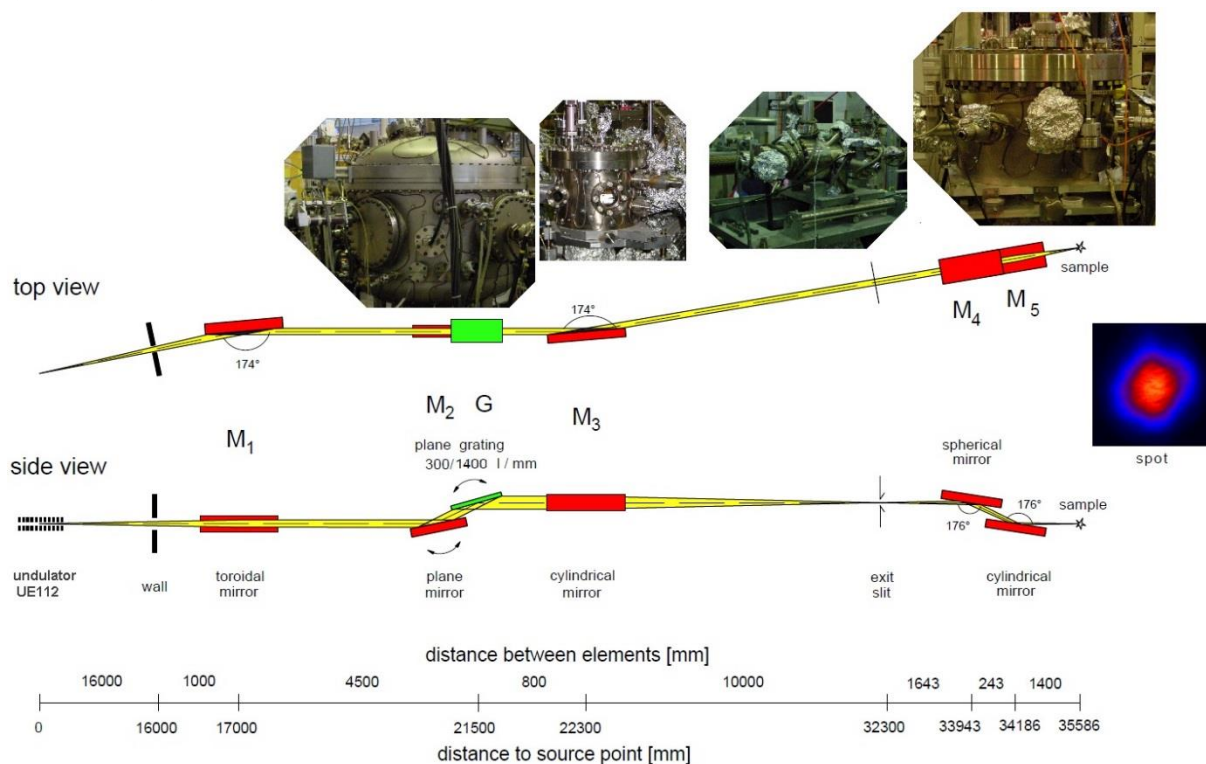 top view
174°
174°
M4
M5
sample
M1
M2
G
M3
plane grating
300/1400 l / mm
side view
spherical
mirror
sample
176°
176°
spot
undulator
UE112
wall
toroidal
mirror
plane
mirror
cylindrical
mirror
exit
slit
cylindrical
mirror
distance between elements [mm]
16000 1000 4500 800 10000 1643 243 1400
0 16000 17000 21500 22300 32300 33943 34186 35586
distance to source point [mm]